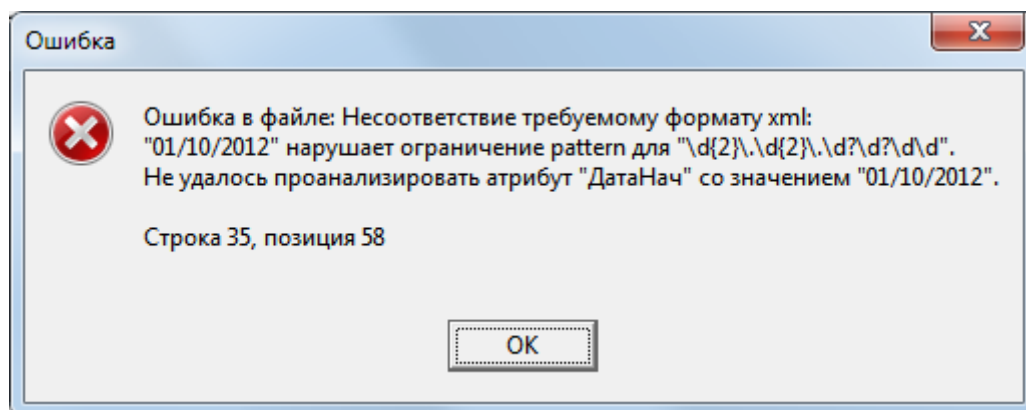 Ошибка
Ошибка в файле: Несоответствие требуемому формату xml:
"01/10/2012" нарушает ограничение pattern для "\d{2}\.\d{2}\.\d?\d?\d\d".
Не удалось проанализировать атрибут "ДатаНач" со значением "01/10/2012".
Строка 35, позиция 58
OK